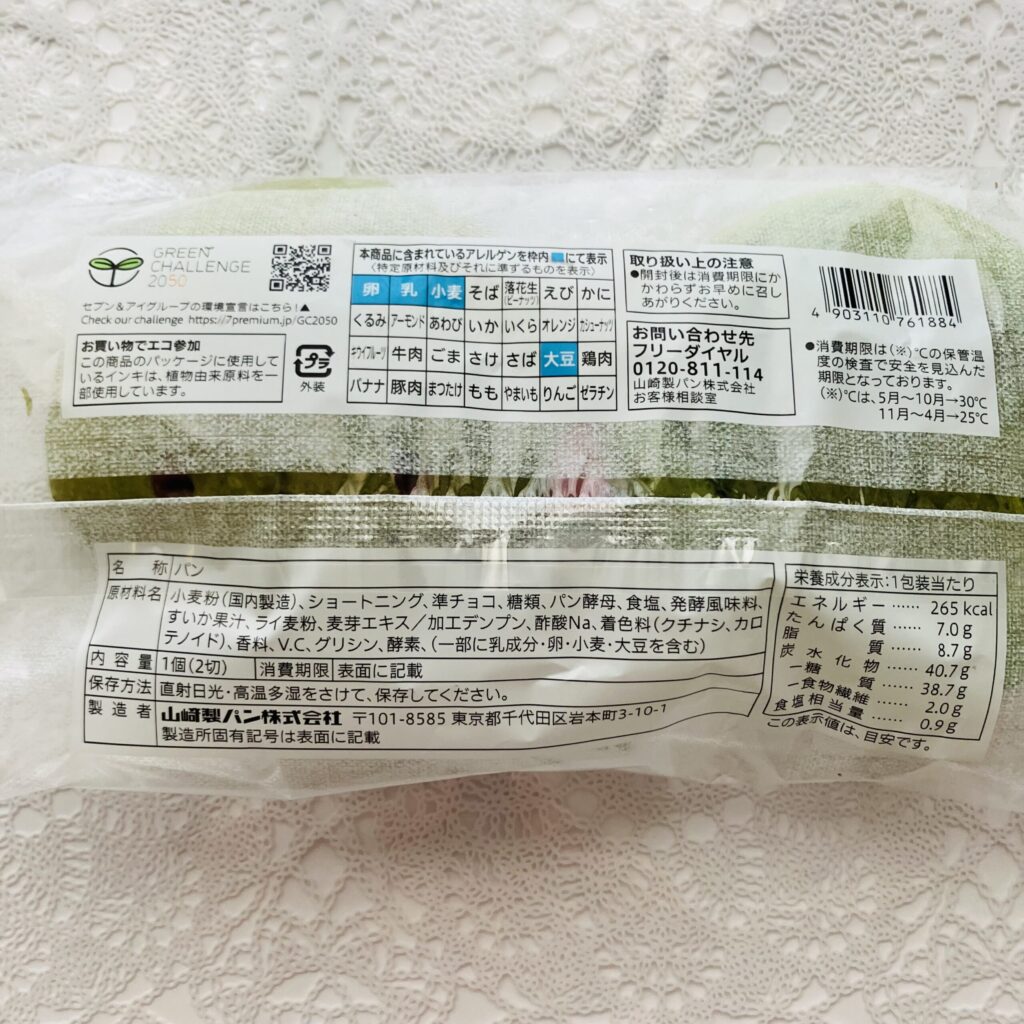 GREEN
CHALLENGE
2050
セブン&アイグループの環境宣言はこちら!▲
Check our challenge https://7premium.jp/GC2050
お買い物でエコ参加
この商品のパッケージに使用して
いるインキは、植物由来原料を一
部使用しています。
プラ
外装
本商品に含まれているアレルゲンを枠内 にて表示
(特定原材料及びそれに準ずるものを表示)
卵 乳 小麦 そば 落花生(ピーナッツ) えび かに
くるみ アーモンド あわび いか いくら オレンジ カシューナッツ
キウイフルーツ 牛肉 ごま さけ さば 大豆 鶏肉
バナナ 豚肉 まつたけ もも やまいも りんご ゼラチン
取り扱い上の注意
●開封後は消費期限にか
かわらずお早めに召し
あがりください。
お問い合わせ先
フリーダイヤル
0120-811-114
山崎製パン株式会社
お客様相談室
4 903110 761884
●消費期限は(※)℃の保管温
度の検査で安全を見込んだ
期限となっております。
(※)℃は、5月〜10月→30℃
11月〜4月→25℃
名称 パン
原材料名 小麦粉(国内製造)、ショートニング、準チョコ、糖類、パン酵母、食塩、発酵風味料、
すいか果汁、ライ麦粉、麦芽エキス/加工デンプン、酢酸Na、着色料(クチナシ、カロ
テノイド)、香料、V.C、グリシン、酵素、(一部に乳成分・卵・小麦・大豆を含む)
内容量 1個(2切) 消費期限 表面に記載
保存方法 直射日光・高温多湿をさけて、保存してください。
製造者 山崎製パン株式会社 〒101-8585 東京都千代田区岩本町3-10-1
製造所固有記号は表面に記載
栄養成分表示:1包装当たり
エネルギー …… 265 kcal
たんぱく質 …… 7.0 g
脂質 …… 8.7 g
炭水化物 …… 40.7 g
ー糖質 …… 38.7 g
ー食物繊維 …… 2.0 g
食塩相当量 …… 0.9 g
この表示値は、目安です。